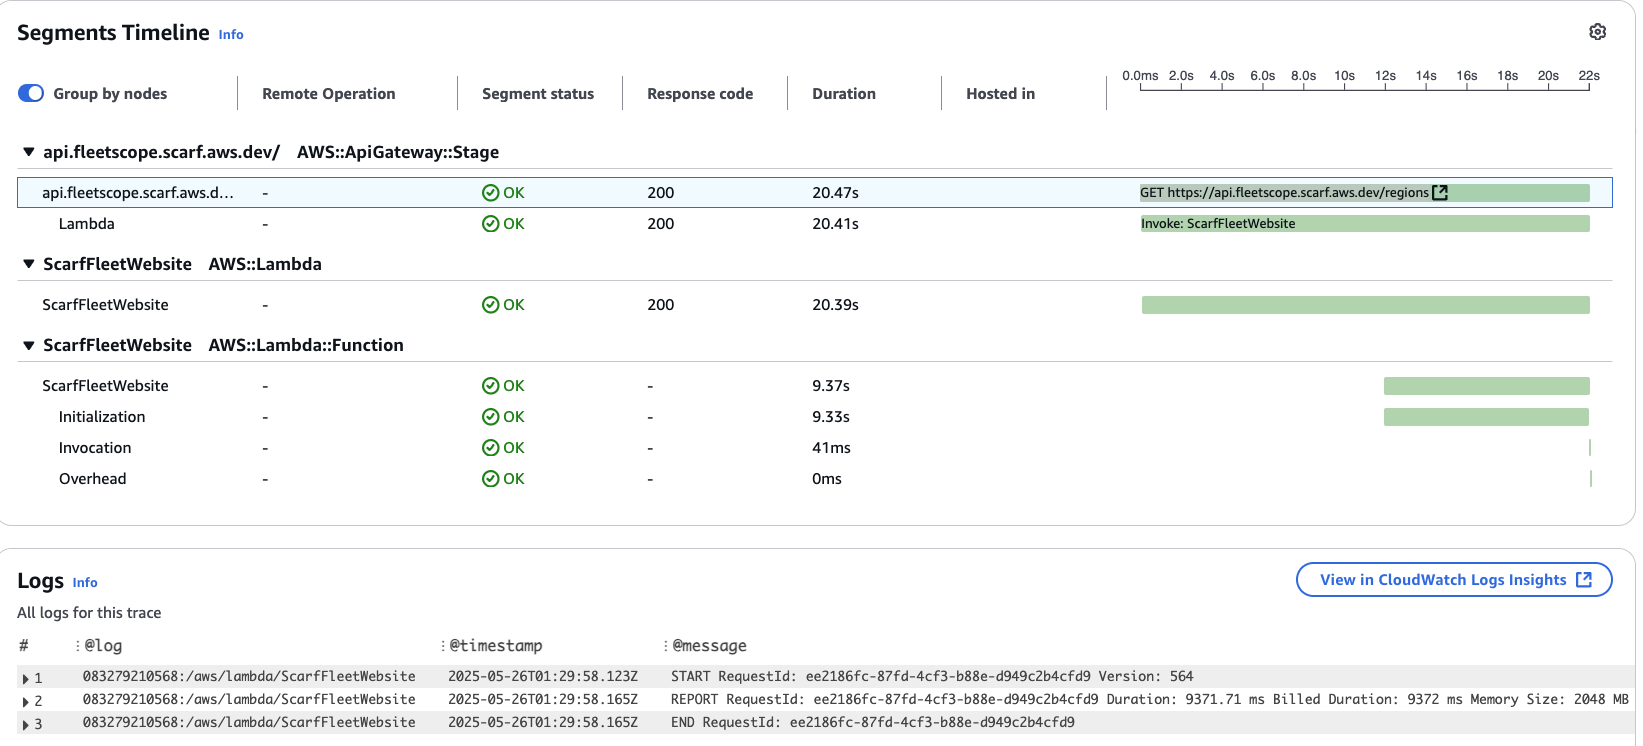 Segments Timeline Info
Group by nodes Remote Operation Segment status Response code Duration Hosted in 0.0ms 2.0s 4.0s 6.0s 8.0s 10s 12s 14s 16s 18s 20s 22s
api.fleetscope.scarf.aws.dev/ AWS::ApiGateway::Stage
api.fleetscope.scarf.aws.d... - OK 200 20.47s GET https://api.fleetscope.scarf.aws.dev/regions
Lambda - OK 200 20.41s Invoke: ScarfFleetWebsite
ScarfFleetWebsite AWS::Lambda
ScarfFleetWebsite - OK 200 20.39s
ScarfFleetWebsite AWS::Lambda::Function
ScarfFleetWebsite - OK - 9.37s
Initialization - OK - 9.33s
Invocation - OK - 41ms
Overhead - OK - 0ms
Logs Info
View in CloudWatch Logs Insights
All logs for this trace
# @log @timestamp @message
1 083279210568:/aws/lambda/ScarfFleetWebsite 2025-05-26T01:29:58.123Z START RequestId: ee2186fc-87fd-4cf3-b88e-d949c2b4cfd9 Version: 564
2 083279210568:/aws/lambda/ScarfFleetWebsite 2025-05-26T01:29:58.165Z REPORT RequestId: ee2186fc-87fd-4cf3-b88e-d949c2b4cfd9 Duration: 9371.71 ms Billed Duration: 9372 ms Memory Size: 2048 MB
3 083279210568:/aws/lambda/ScarfFleetWebsite 2025-05-26T01:29:58.165Z END RequestId: ee2186fc-87fd-4cf3-b88e-d949c2b4cfd9